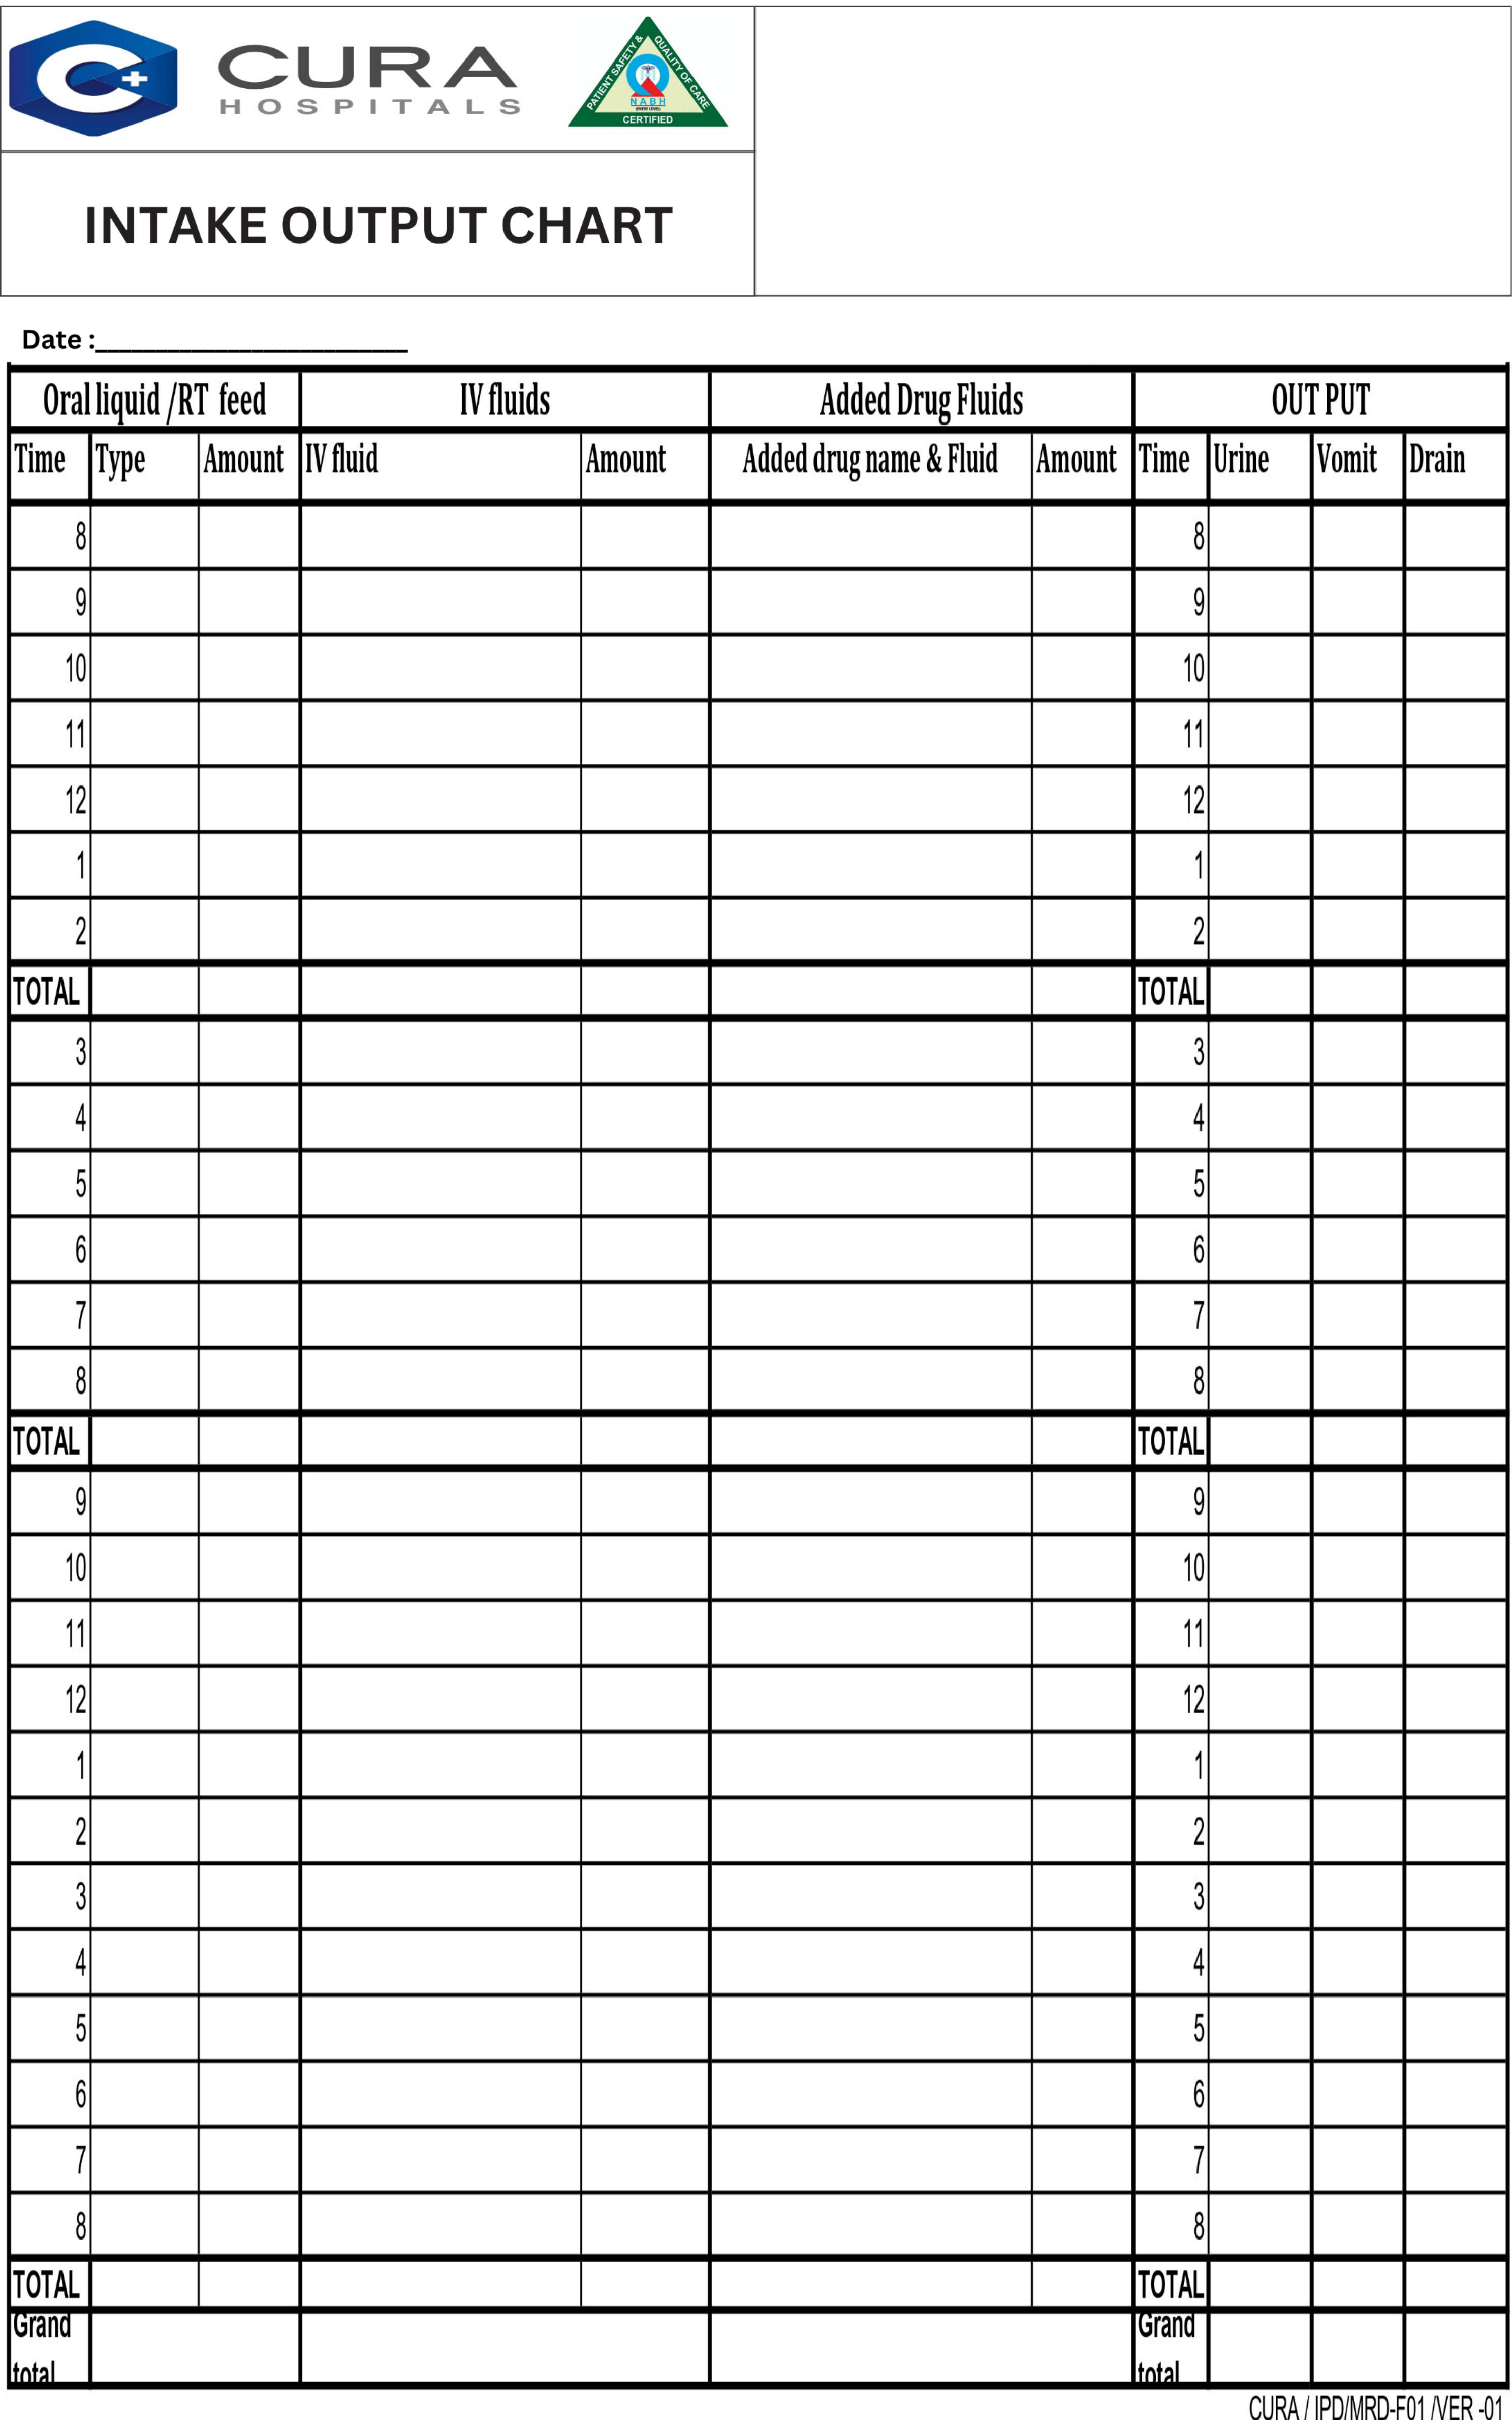 CURA
HOSPITALS
PATIENT SAFETY & QUALITY OF CARE
NABH
(ENTRY LEVEL)
CERTIFIED
INTAKE OUTPUT CHART
Date :__________________________
Oral liquid /RT feed IV fluids Added Drug Fluids OUT PUT
Time Type Amount IV fluid Amount Added drug name & Fluid Amount Time Urine Vomit Drain
8 8
9 9
10 10
11 11
12 12
1 1
2 2
TOTAL TOTAL
3 3
4 4
5 5
6 6
7 7
8 8
TOTAL TOTAL
9 9
10 10
11 11
12 12
1 1
2 2
3 3
4 4
5 5
6 6
7 7
8 8
TOTAL TOTAL
Grand Grand
total total
CURA / IPD/MRD-F01 /VER -01